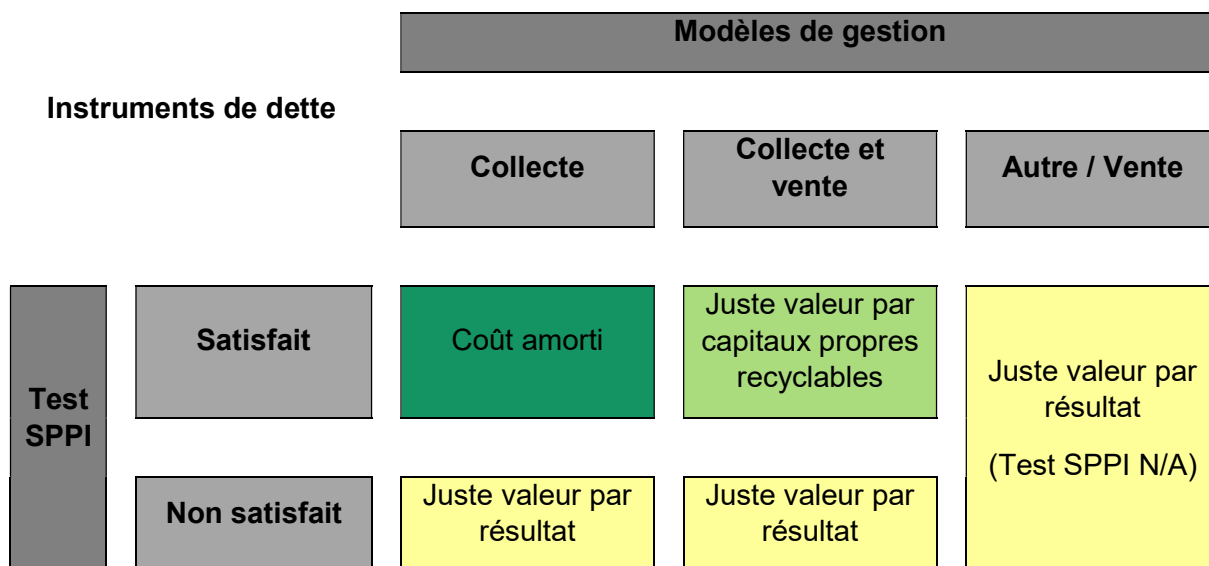 Modèles de gestion
Instruments de dette
Collecte
Collecte et
vente
Autre / Vente
Test
SPPI
Satisfait
Coût amorti
Juste valeur par
capitaux propres
recyclables
Juste valeur par
résultat
(Test SPPI N/A)
Non satisfait
Juste valeur par
résultat
Juste valeur par
résultat